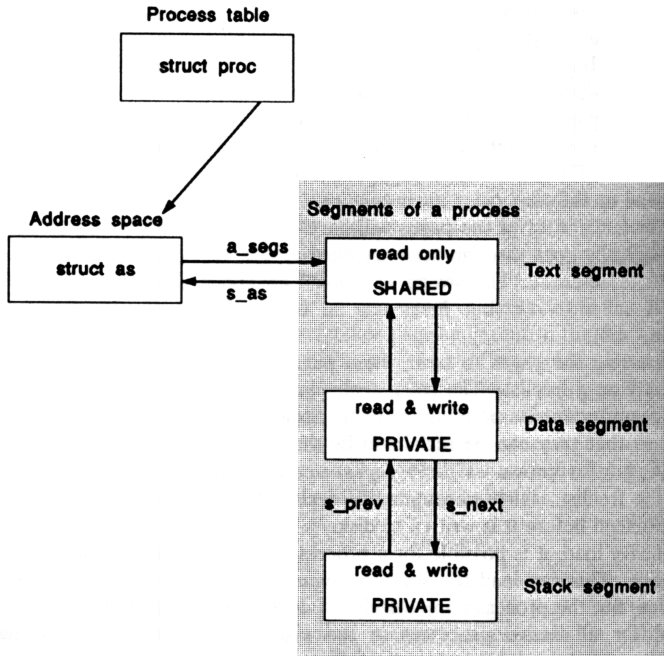 Process table
struct proc
Address space
Segments of a process
struct as
a_segs
s_as
read only
SHARED
Text segment
read & write
PRIVATE
Data segment
s_prev
s_next
read & write
PRIVATE
Stack segment